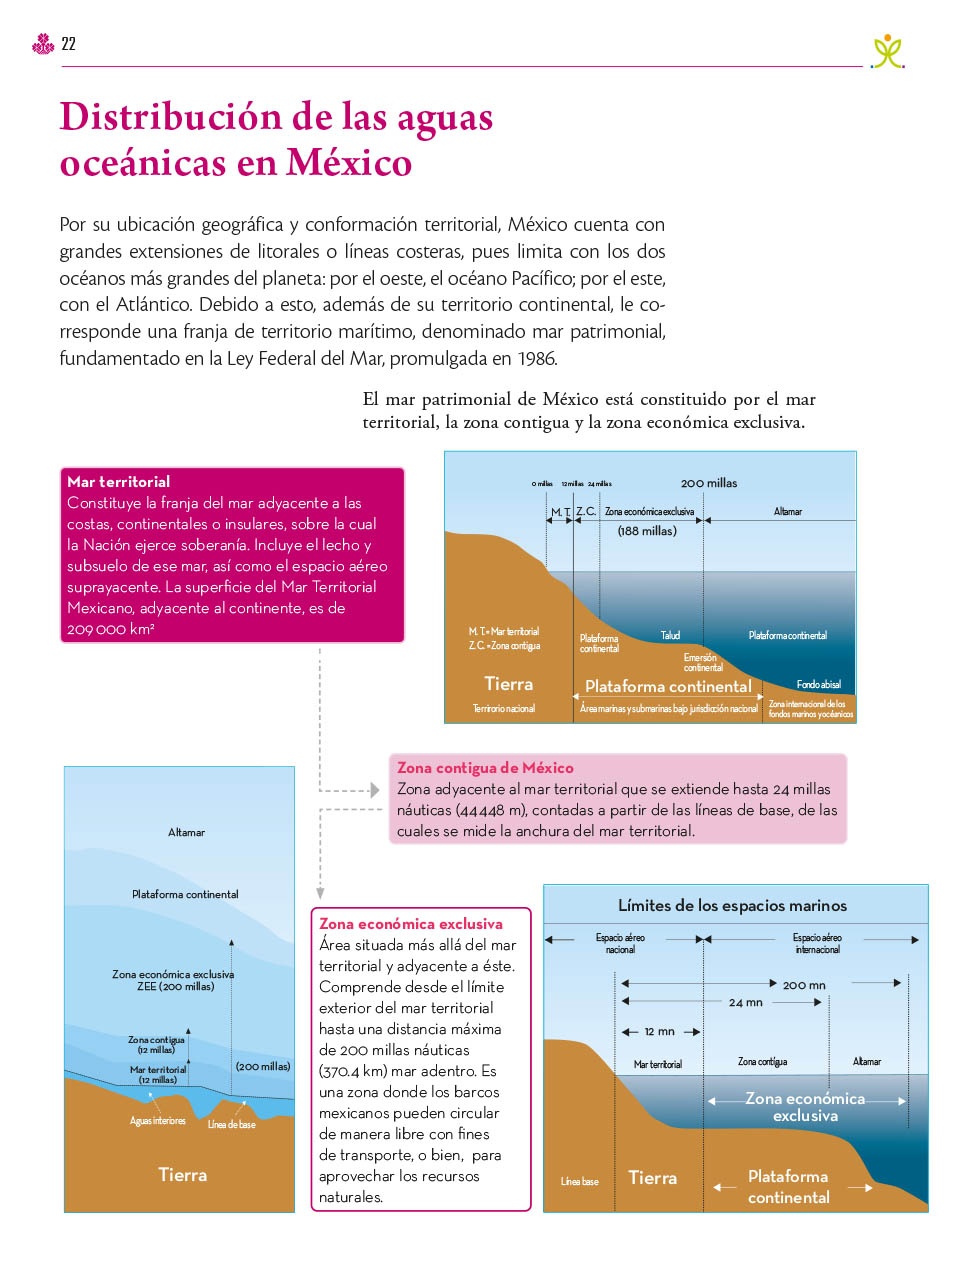 22
Distribución de las aguas
oceánicas en México
Por su ubicación geográfica y conformación territorial, México cuenta con
grandes extensiones de litorales o líneas costeras, pues limita con los dos
océanos más grandes del planeta: por el oeste, el océano Pacífico; por el este,
con el Atlántico. Debido a esto, además de su territorio continental, le co-
rresponde una franja de territorio marítimo, denominado mar patrimonial,
fundamentado en la Ley Federal del Mar, promulgada en 1986.
El mar patrimonial de México está constituido por el mar
territorial, la zona contigua y la zona económica exclusiva.
Mar territorial
Constituye la franja del mar adyacente a las
costas, continentales o insulares, sobre la cual
la Nación ejerce soberanía. Incluye el lecho y
subsuelo de ese mar, así como el espacio aéreo
suprayacente. La superficie del Mar Territorial
Mexicano, adyacente al continente, es de
209 000 km²
0 millas 12 millas 24 millas 200 millas
M. T. Z. C. Zona económica exclusiva Altamar
(188 millas)
M. T. = Mar territorial
Z. C. = Zona contigua
Plataforma
continental
Talud
Plataforma continental
Emersión
continental
Tierra
Plataforma continental
Fondo abisal
Terrirorio nacional
Área marinas y submarinas bajo jurisdicción nacional
Zona internacional de los
fondos marinos y océanicos
Zona contigua de México
Zona adyacente al mar territorial que se extiende hasta 24 millas
náuticas (44 448 m), contadas a partir de las líneas de base, de las
cuales se mide la anchura del mar territorial.
Altamar
Plataforma continental
Zona económica exclusiva
ZEE (200 millas)
Zona contigua
(12 millas)
Mar territorial
(12 millas)
(200 millas)
Aguas interiores
Línea de base
Tierra
Zona económica exclusiva
Área situada más allá del mar
territorial y adyacente a éste.
Comprende desde el límite
exterior del mar territorial
hasta una distancia máxima
de 200 millas náuticas
(370.4 km) mar adentro. Es
una zona donde los barcos
mexicanos pueden circular
de manera libre con fines
de transporte, o bien, para
aprovechar los recursos
naturales.
Límites de los espacios marinos
Espacio aéreo
nacional
Espacio aéreo
internacional
200 mn
24 mn
12 mn
Mar territorial
Zona contígua
Altamar
Zona económica
exclusiva
Línea base
Tierra
Plataforma
continental